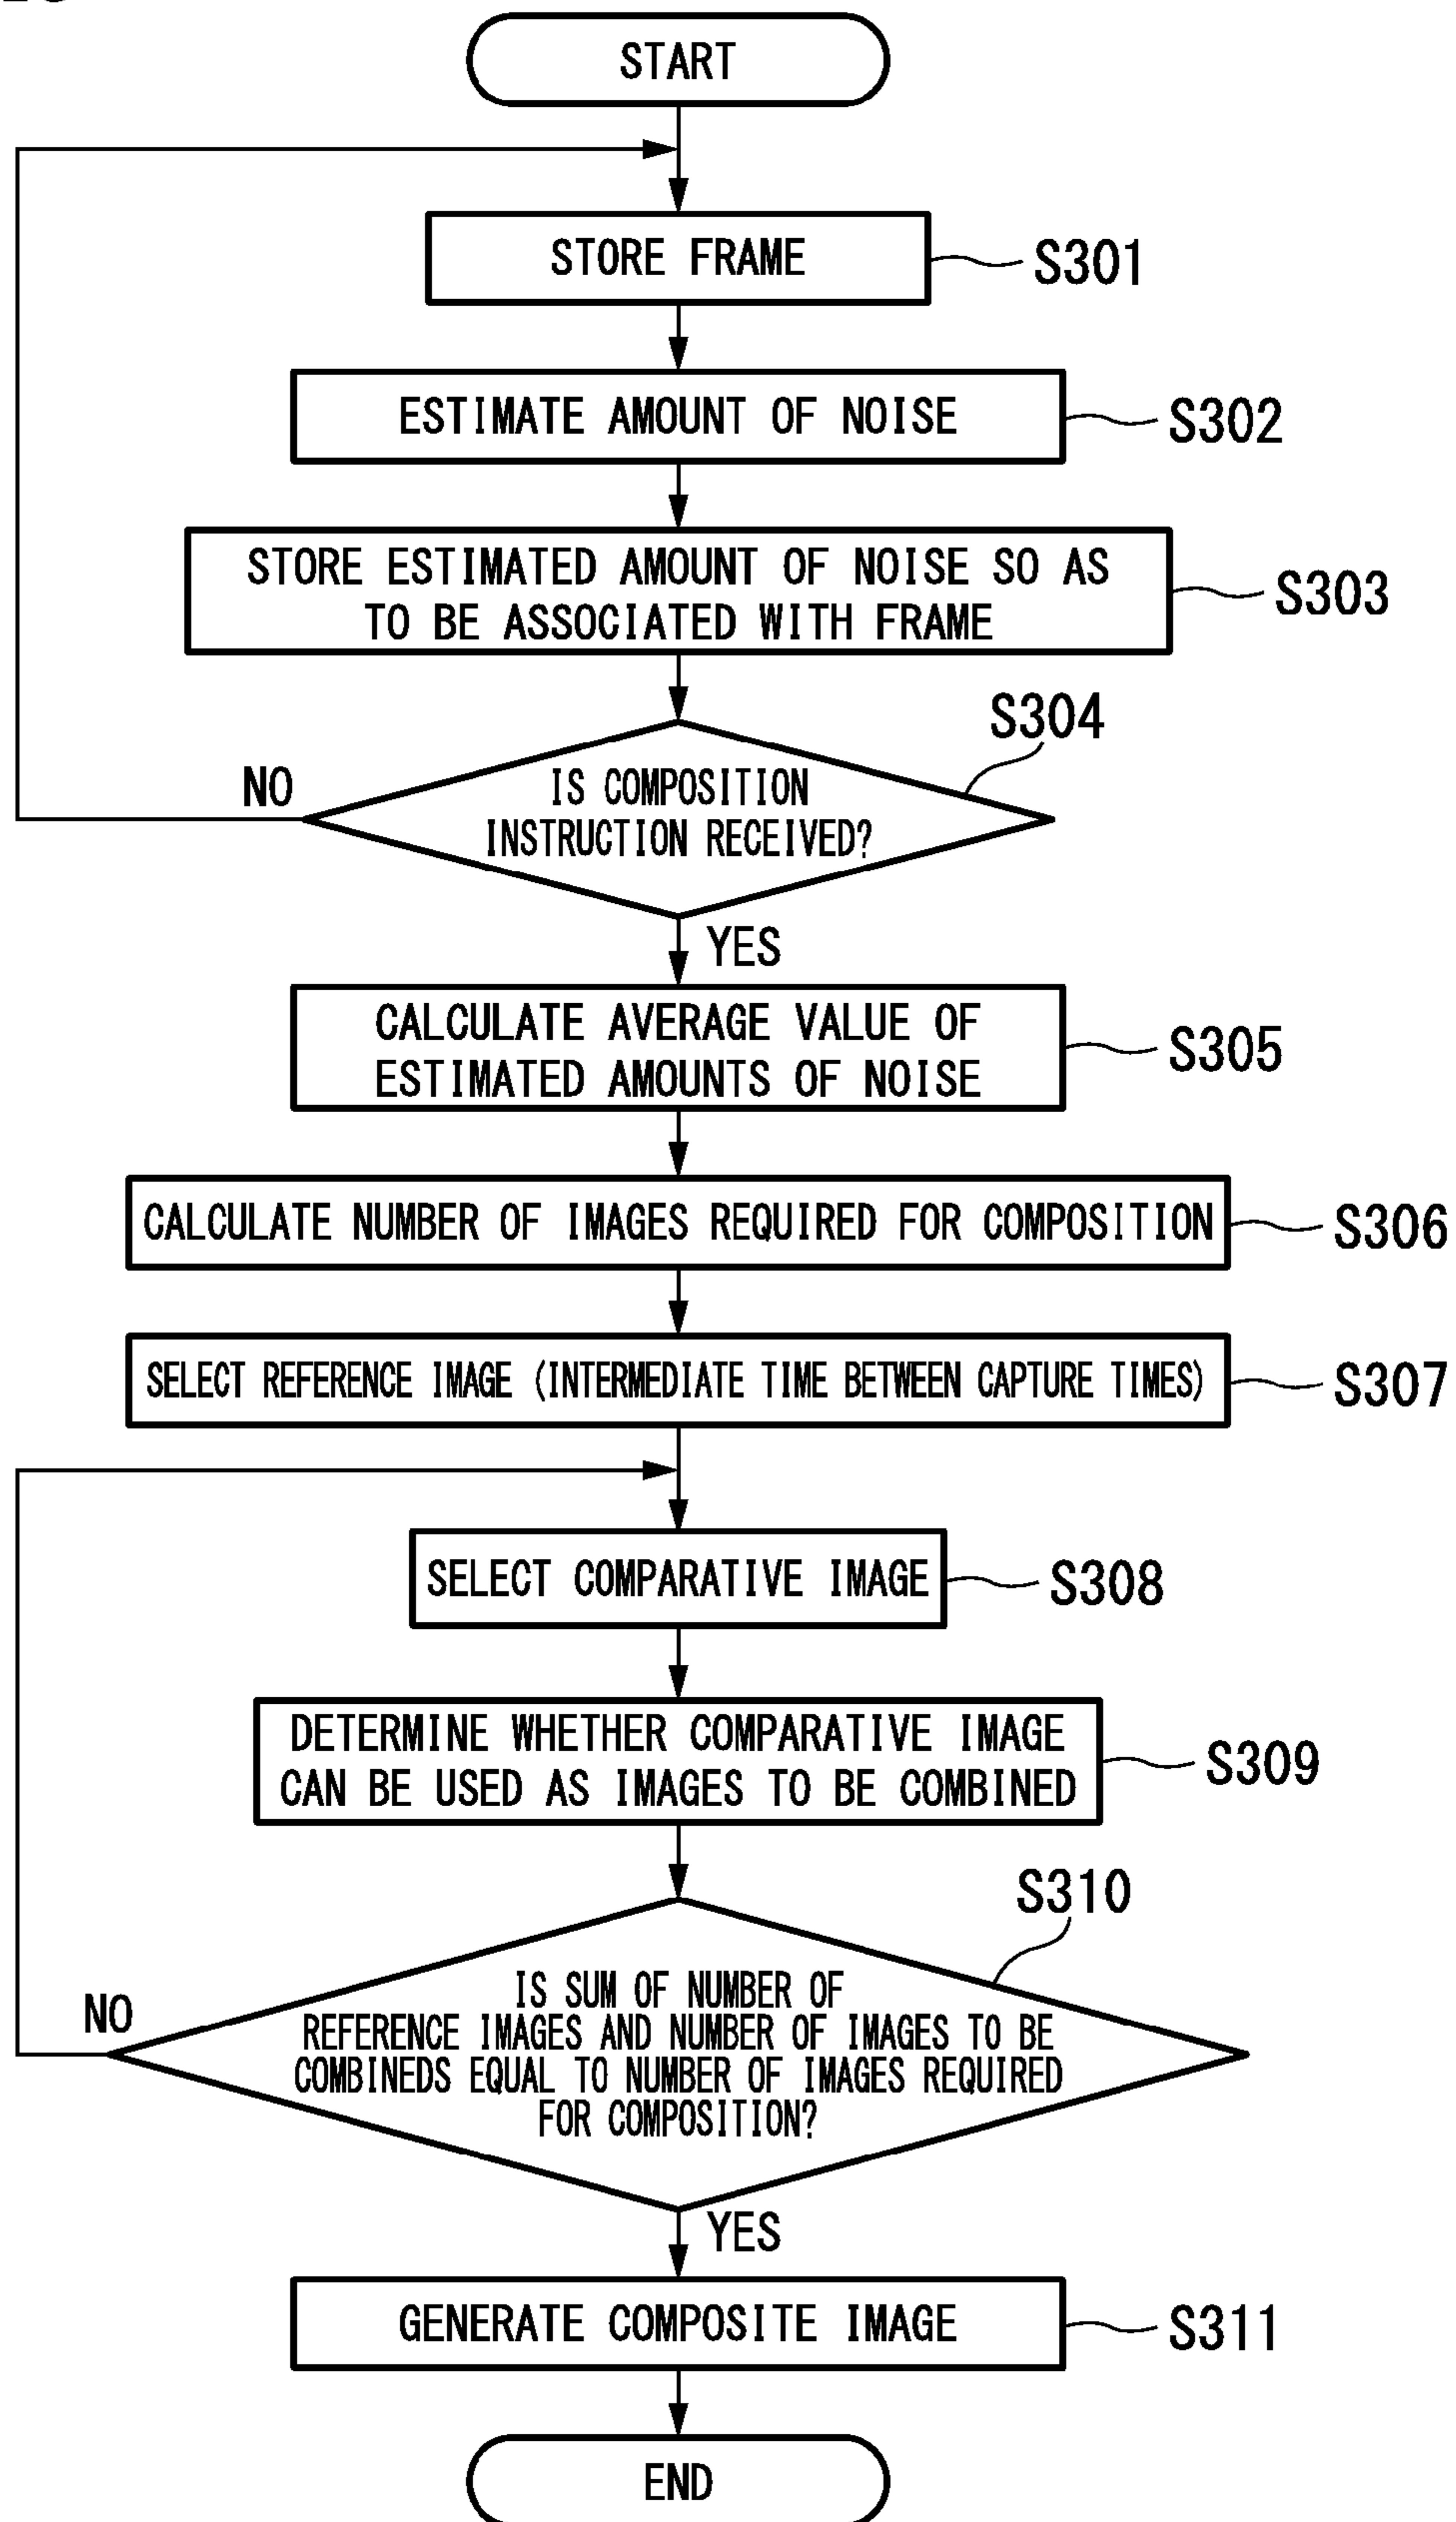 START
STORE FRAME
S301
ESTIMATE AMOUNT OF NOISE
S302
STORE ESTIMATED AMOUNT OF NOISE SO AS
TO BE ASSOCIATED WITH FRAME
S303
S304
IS COMPOSITION
INSTRUCTION RECEIVED?
NO
YES
CALCULATE AVERAGE VALUE OF
ESTIMATED AMOUNTS OF NOISE
S305
CALCULATE NUMBER OF IMAGES REQUIRED FOR COMPOSITION
S306
SELECT REFERENCE IMAGE (INTERMEDIATE TIME BETWEEN CAPTURE TIMES)
S307
SELECT COMPARATIVE IMAGE
S308
DETERMINE WHETHER COMPARATIVE IMAGE
CAN BE USED AS IMAGES TO BE COMBINED
S309
S310
IS SUM OF NUMBER OF
REFERENCE IMAGES AND NUMBER OF IMAGES TO BE
COMBINEDS EQUAL TO NUMBER OF IMAGES REQUIRED
FOR COMPOSITION?
NO
YES
GENERATE COMPOSITE IMAGE
S311
END